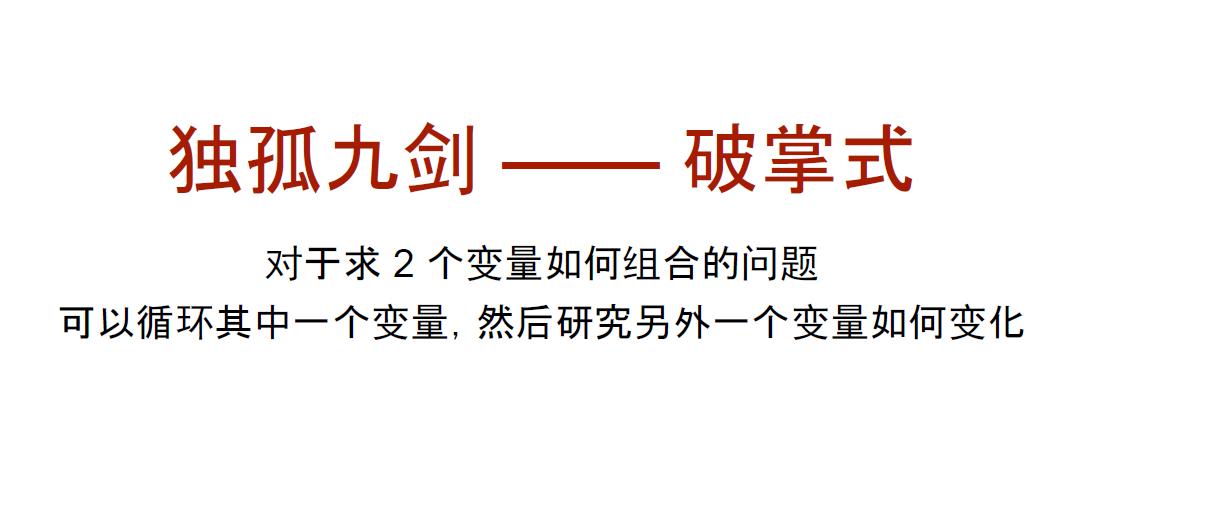 独孤九剑 —— 破掌式
对于求 2 个变量如何组合的问题
可以循环其中一个变量, 然后研究另外一个变量如何变化